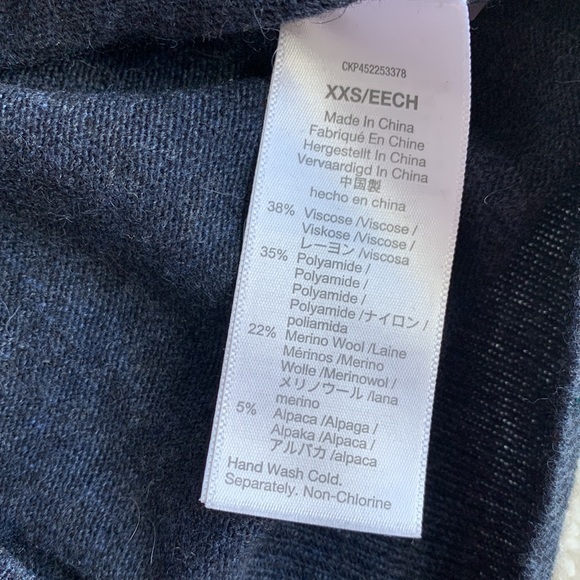 CKP452253378
XXS/EECH
Made In China
Fabriqué En Chine
Hergestellt In China
Vervaardigd In China
中国製
hecho en china
38% Viscose /Viscose /
Viskose /Viscose /
レーヨン /viscosa
35% Polyamide /
Polyamide /
Polyamide /
Polyamide /ナイロン /
poliamida
22% Merino Wool /Laine
Mérinos /Merino
Wolle /Merinowol /
メリノウール /lana
merino
5% Alpaca /Alpaga /
Alpaka /Alpaca /
アルパカ /alpaca
Hand Wash Cold.
Separately. Non-Chlorine